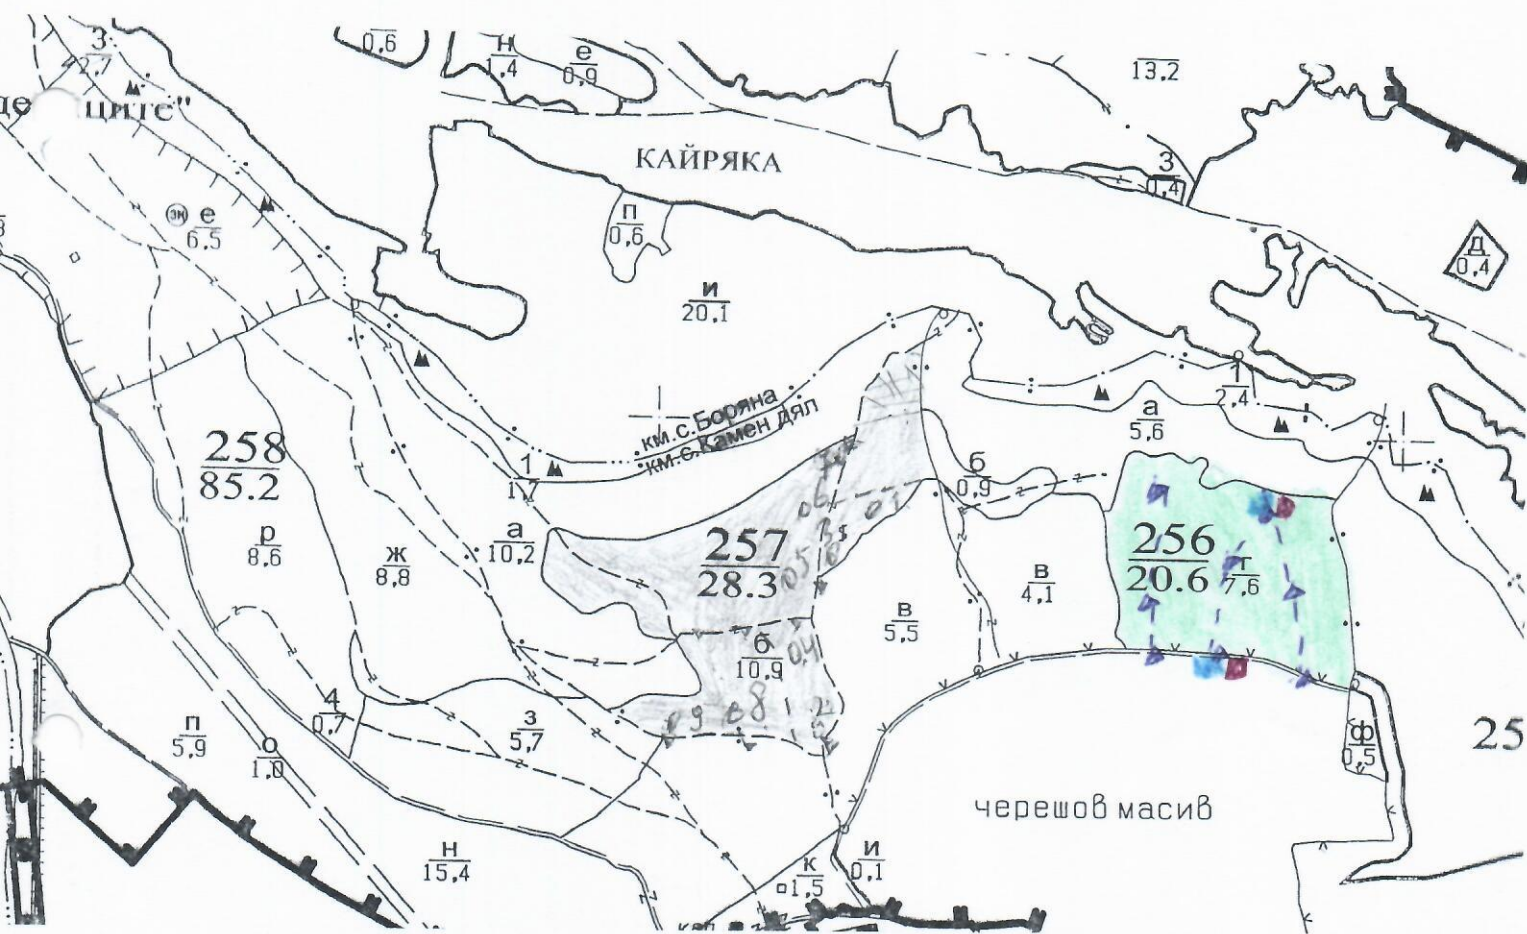 З
2,7
0,6
н
1,4
е
0,9
13.2
де
ците"
КАЙРЯКА
З
0,4
зн
е
6,5
п
0,6
д
0,4
и
20,1
1
2,4
км.с.Боряна
км.с.Камен дял
а
5,6
258
85.2
1
1,7
б
0,9
а
10,2
257
28.3
256
20.6
г
7,6
р
8,6
ж
8,8
в
4,1
в
5,5
б
10,9
4
0,7
з
5,7
п
5,9
о
1,0
ф
0,5
25
черешов масив
н
15,4
к
1,5
и
0,1